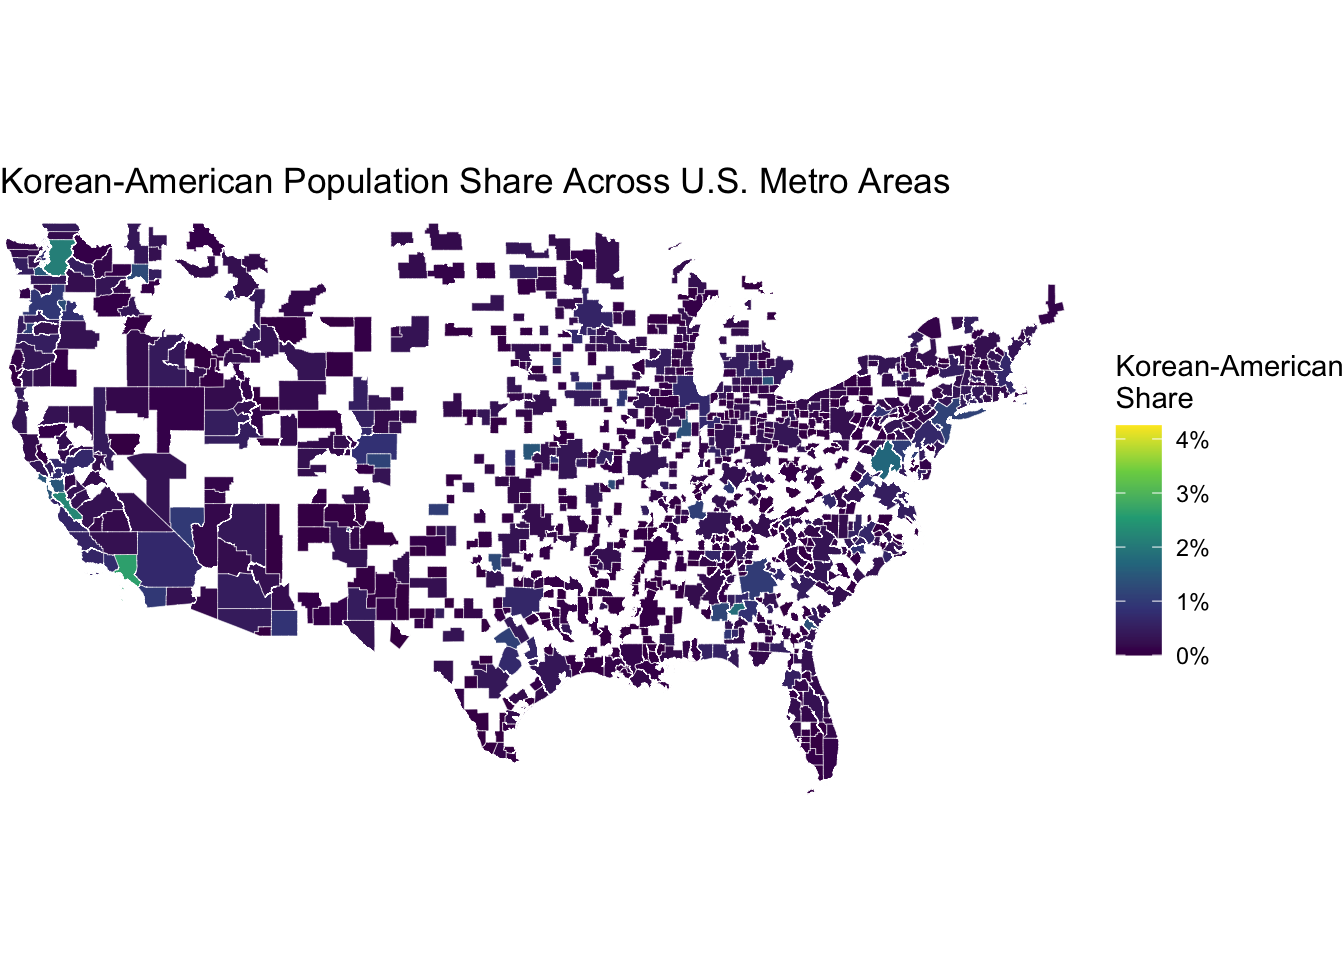 Korean-American Population Share Across U.S. Metro Areas
Korean-American
Share
4%
3%
2%
1%
0%